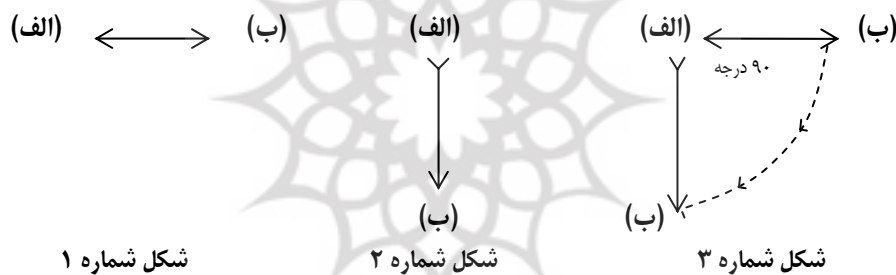 (ب) (الف) (الف) (ب) (الف)
۹۰ درجه
(ب) (ب)
شکل شماره ۳ شکل شماره ۲ شکل شماره ۱